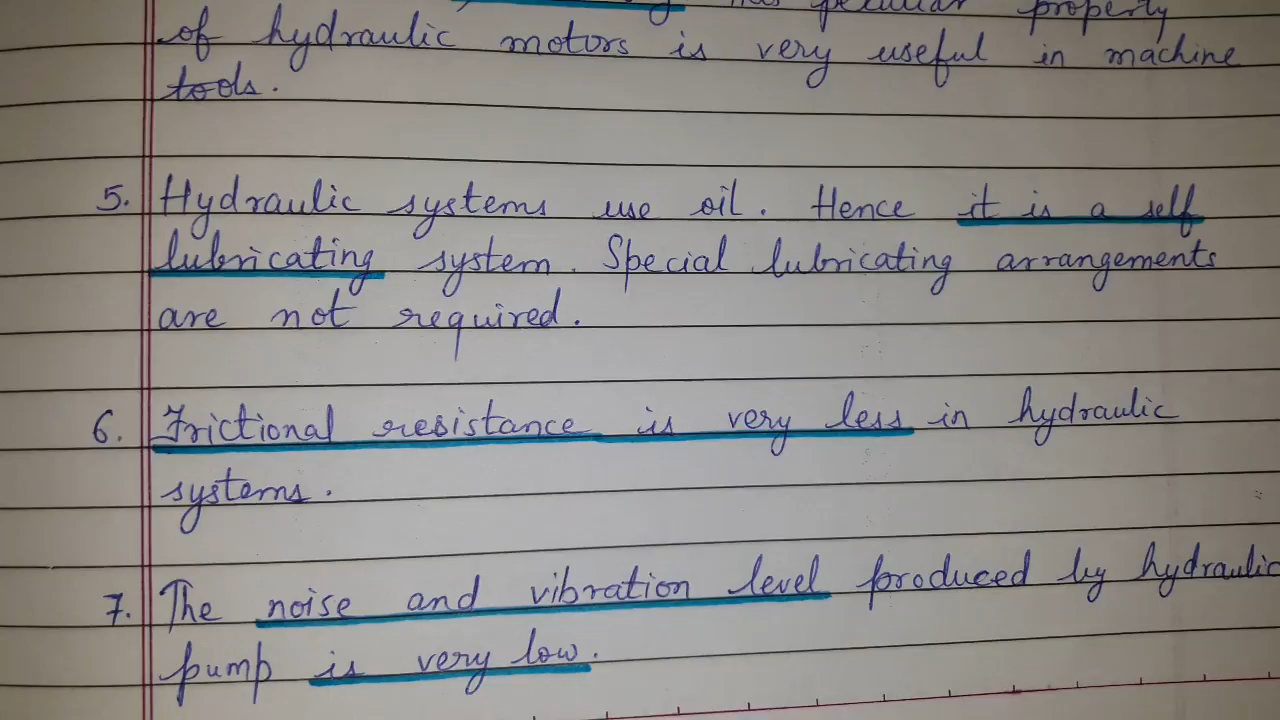 peculiar property
of hydraulic motors is very useful in machine
tools.
5. Hydraulic systems use oil. Hence it is a self
lubricating system. Special lubricating arrangements
are not required.
6. Frictional resistance is very less in hydraulic
systems.
7. The noise and vibration level produced by hydraulic
pump is very low.